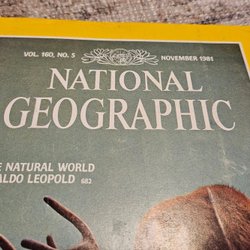 VOL. 160, NO. 5
NOVEMBER 1981
NATIONAL
GEOGRAPHIC
E NATURAL WORLD
ALDO LEOPOLD 682